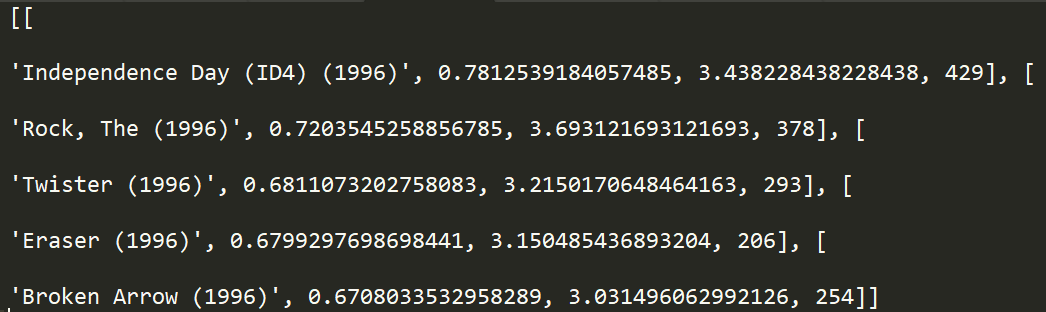 [[
'Independence Day (ID4) (1996)', 0.7812539184057485, 3.438228438228438, 429], [
'Rock, The (1996)', 0.7203545258856785, 3.693121693121693, 378], [
'Twister (1996)', 0.6811073202758083, 3.2150170648464163, 293], [
'Eraser (1996)', 0.6799297698698441, 3.150485436893204, 206], [
'Broken Arrow (1996)', 0.6708033532958289, 3.031496062992126, 254]]